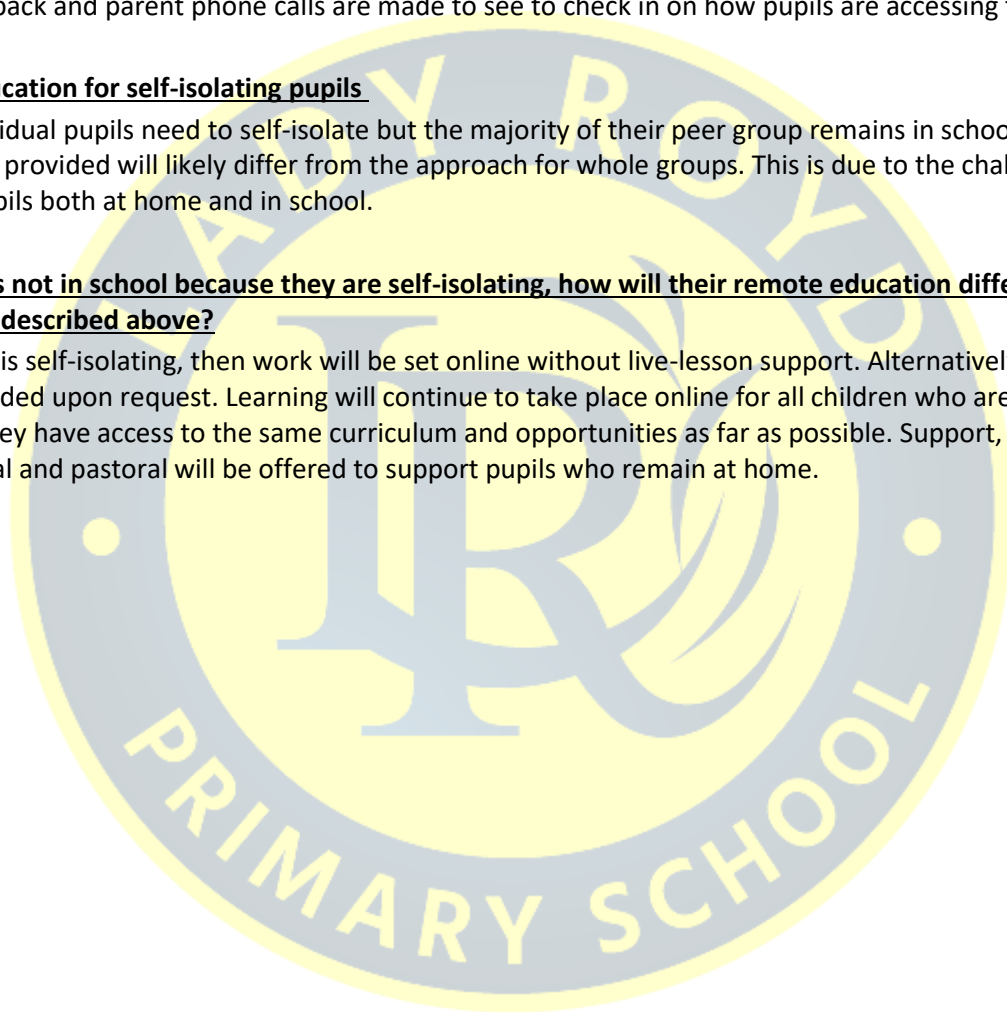 back and parent phone calls are made to see to check in on how pupils are accessing
cation for self-isolating pupils
vidual pupils need to self-isolate but the majority of their peer group remains in schoo
provided will likely differ from the approach for whole groups. This is due to the chal
pils both at home and in school.
s not in school because they are self-isolating, how will their remote education diffe
described above?
is self-isolating, then work will be set online without live-lesson support. Alternativel
ded upon request. Learning will continue to take place online for all children who are
ey have access to the same curriculum and opportunities as far as possible. Support,
al and pastoral will be offered to support pupils who remain at home.
LADY ROYD
LR
PRIMARY SCHOOL